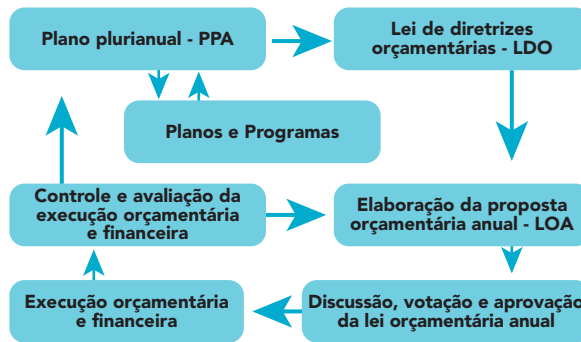 Plano plurianual - PPA
Lei de diretrizes
orçamentárias - LDO
Planos e Programas
Controle e avaliação da
execução orçamentária
e financeira
Elaboração da proposta
orçamentária anual - LOA
Execução orçamentária
e financeira
Discussão, votação e aprovação
da lei orçamentária anual